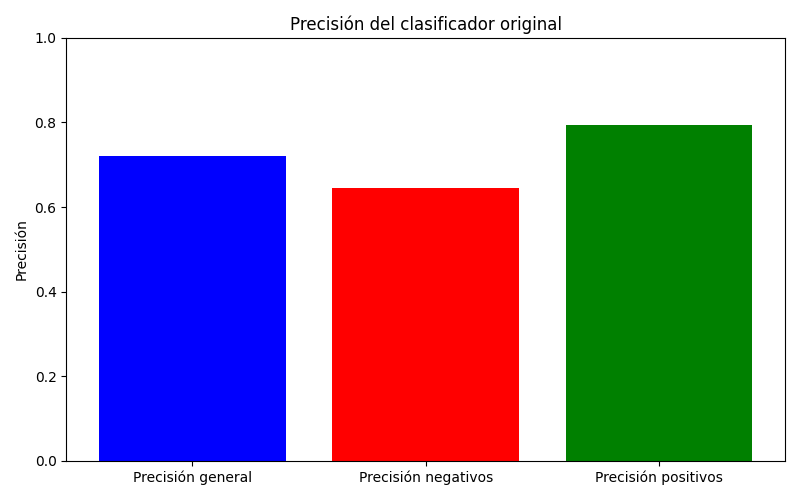 Precisión del clasificador original
1.0
0.8
0.6
0.4
0.2
0.0
Precisión
Precisión general
Precisión negativos
Precisión positivos